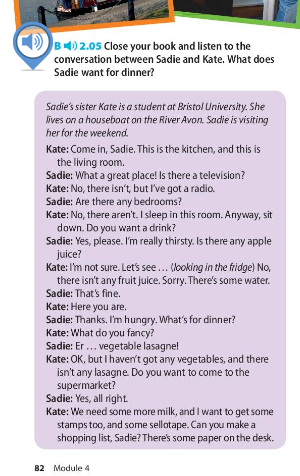 B 2.05 Close your book and listen to the
conversation between Sadie and Kate. What does
Sadie want for dinner?
Sadie's sister Kate is a student at Bristol University. She
lives on a houseboat on the River Avon. Sadie is visiting
her for the weekend.
Kate: Come in, Sadie. This is the kitchen, and this is
the living room.
Sadie: What a great place! Is there a television?
Kate: No, there isn't, but I've got a radio.
Sadie: Are there any bedrooms?
Kate: No, there aren't. I sleep in this room. Anyway, sit
down. Do you want a drink?
Sadie: Yes, please. I'm really thirsty. Is there any apple
juice?
Kate: I'm not sure. Let's see … (looking in the fridge) No,
there isn't any fruit juice. Sorry. There's some water.
Sadie: That's fine.
Kate: Here you are.
Sadie: Thanks. I'm hungry. What's for dinner?
Kate: What do you fancy?
Sadie: Er … vegetable lasagne!
Kate: OK, but I haven't got any vegetables, and there
isn't any lasagne. Do you want to come to the
supermarket?
Sadie: Yes, all right.
Kate: We need some more milk, and I want to get some
stamps too, and some sellotape. Can you make a
shopping list, Sadie? There's some paper on the desk.
82 Module 4